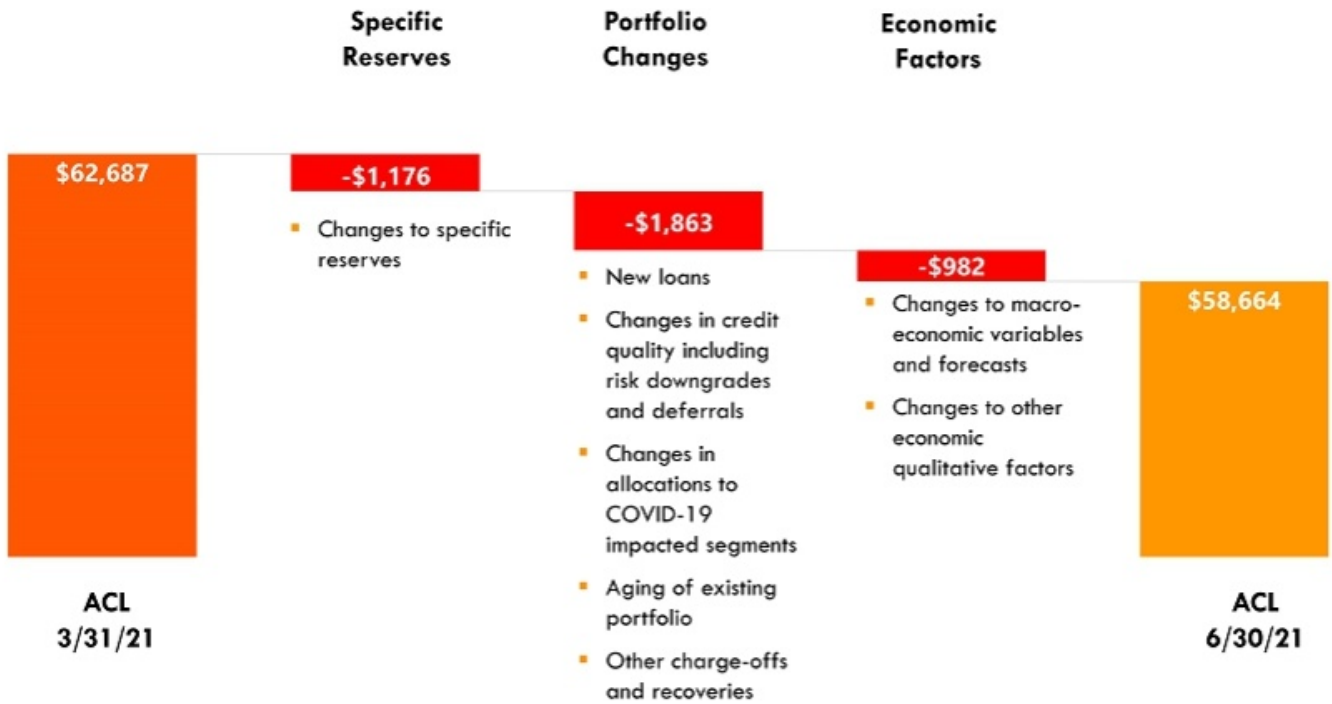 Specific
Reserves
Portfolio
Changes
Economic
Factors
$62,687
-$1,176
▪ Changes to specific
reserves
-$1,863
▪ New loans
▪ Changes in credit
quality including
risk downgrades
and deferrals
▪ Changes in
allocations to
COVID-19
impacted segments
▪ Aging of existing
portfolio
▪ Other charge-offs
and recoveries
-$982
▪ Changes to macro-
economic variables
and forecasts
▪ Changes to other
economic
qualitative factors
$58,664
ACL
3/31/21
ACL
6/30/21